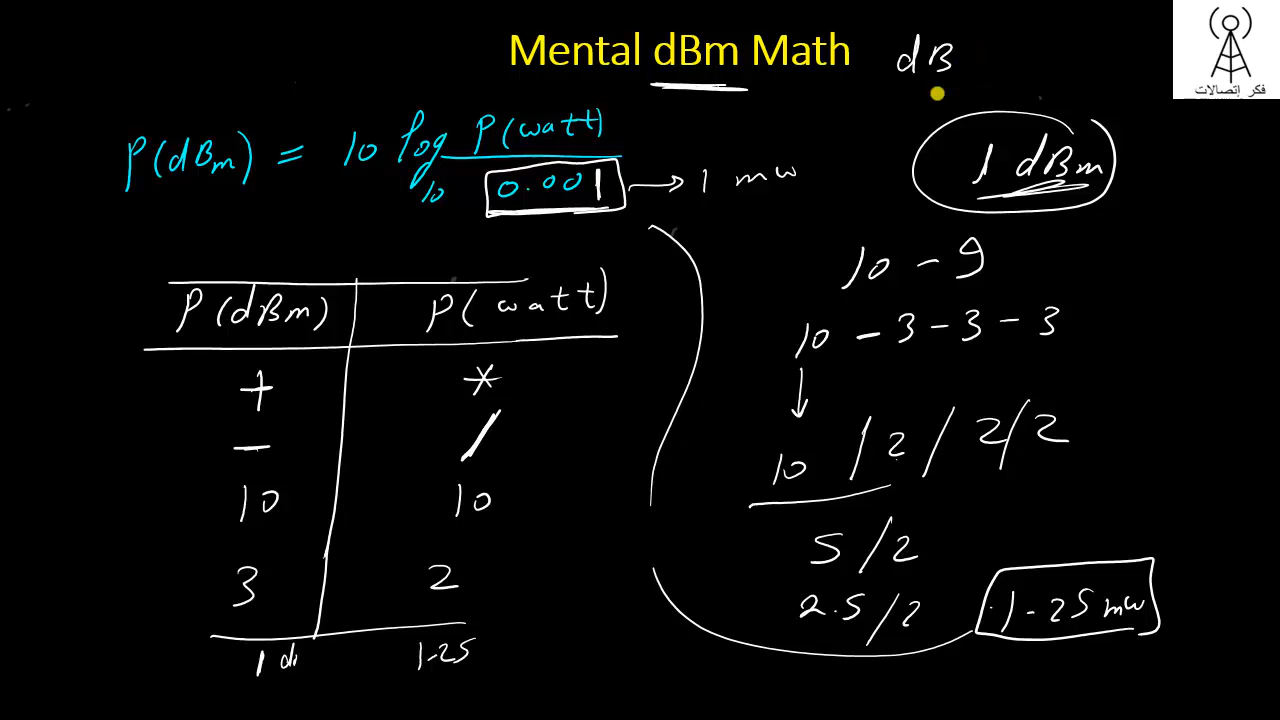 Mental dBm Math
dB
فكر إتصالات
P(dBm) = 10 log10 P(watt) / 0.001 → 1 mw
1 dBm
10 - 9
10 - 3 - 3 - 3
10 / 2 / 2 / 2
5 / 2
2.5 / 2
1-25 mw
P(dBm) P(watt)
+ *
- /
10 10
3 2
1 1-25